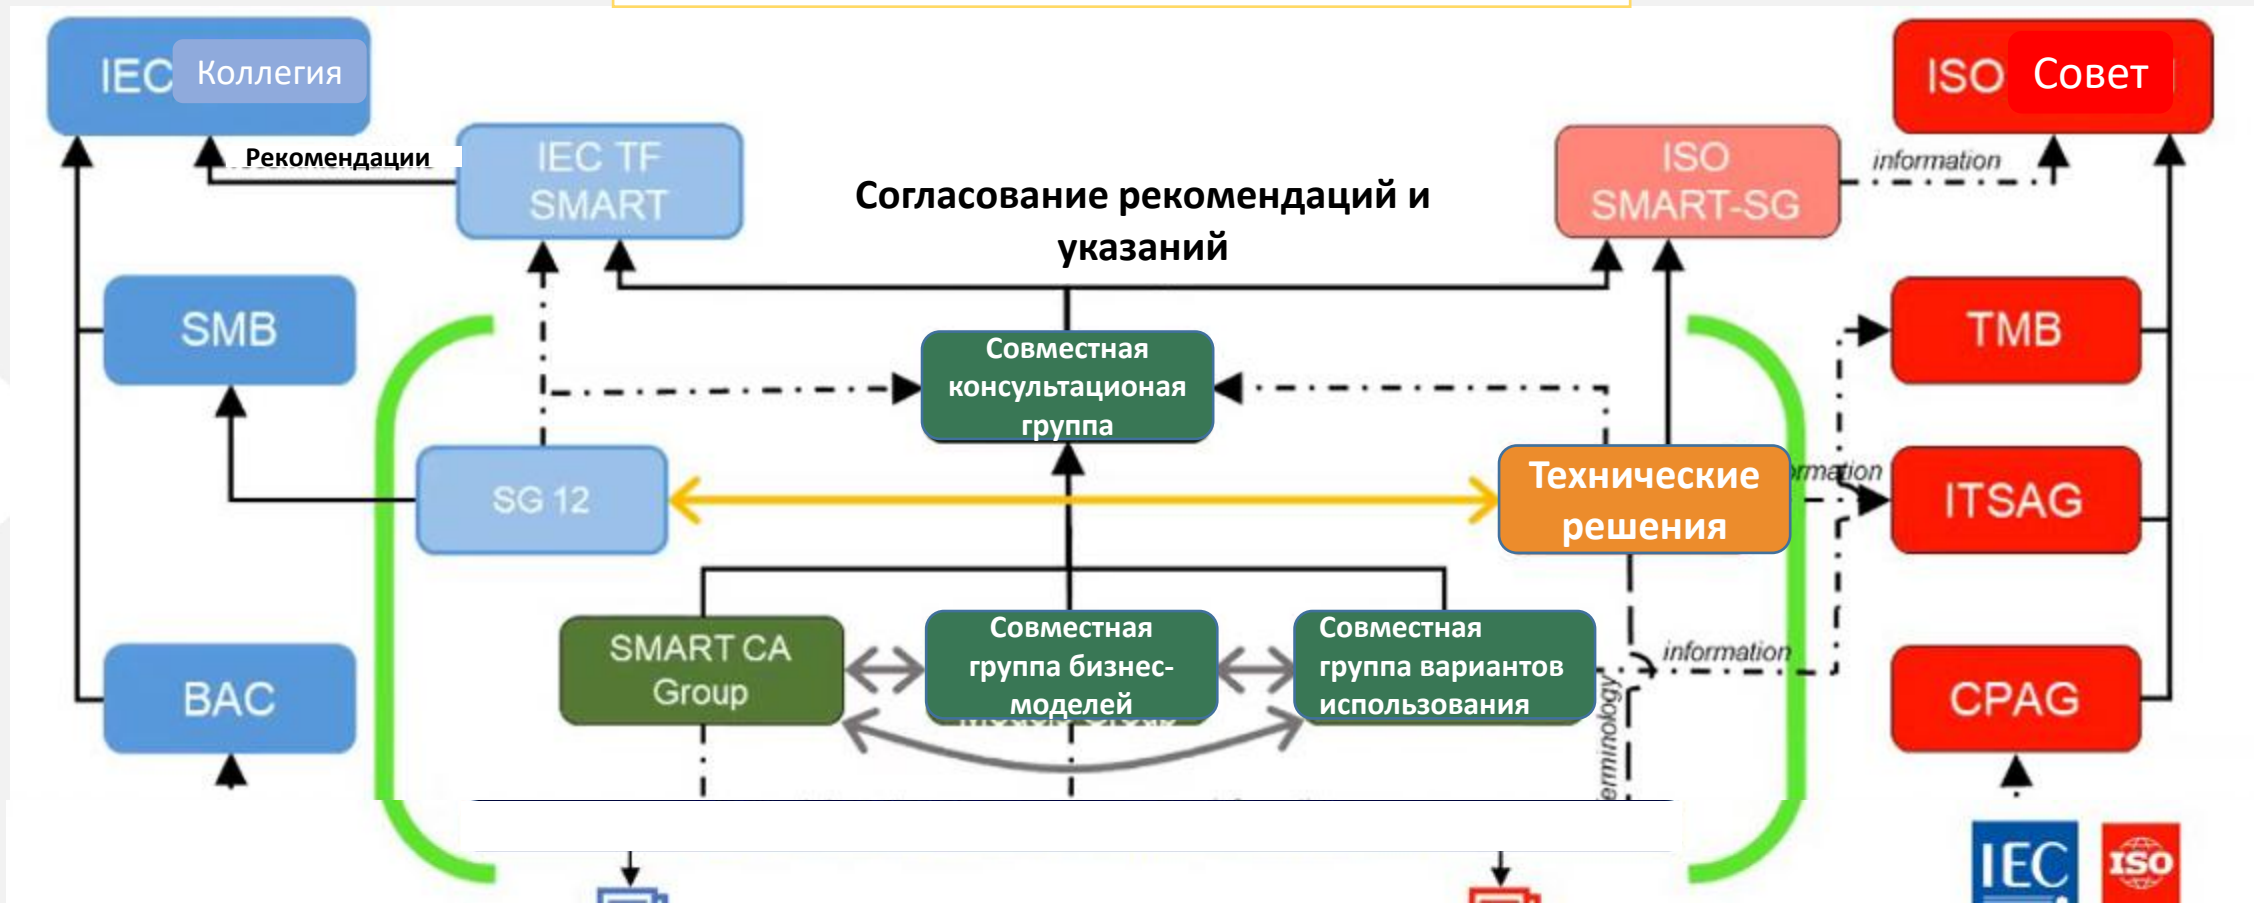 IEC Коллегия
ISO Совет
Рекомендации
IEC TF
SMART
Согласование рекомендаций и
указаний
ISO
SMART-SG
information
SMB
TMB
Совместная
консультационая
группа
SG 12
Технические
решения
rmation
ITSAG
SMART CA
Group
Совместная
группа бизнес-
моделей
Совместная
группа вариантов
использования
information
erminology
BAC
CPAG
IEC
ISO